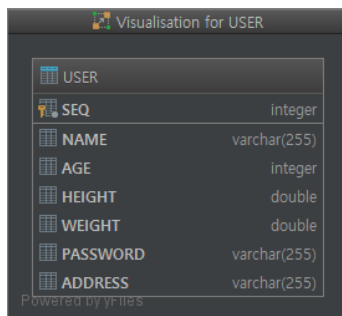 Visualisation for USER
USER
SEQ integer
NAME varchar(255)
AGE integer
HEIGHT double
WEIGHT double
PASSWORD varchar(255)
ADDRESS varchar(255)
Powered by yFiles